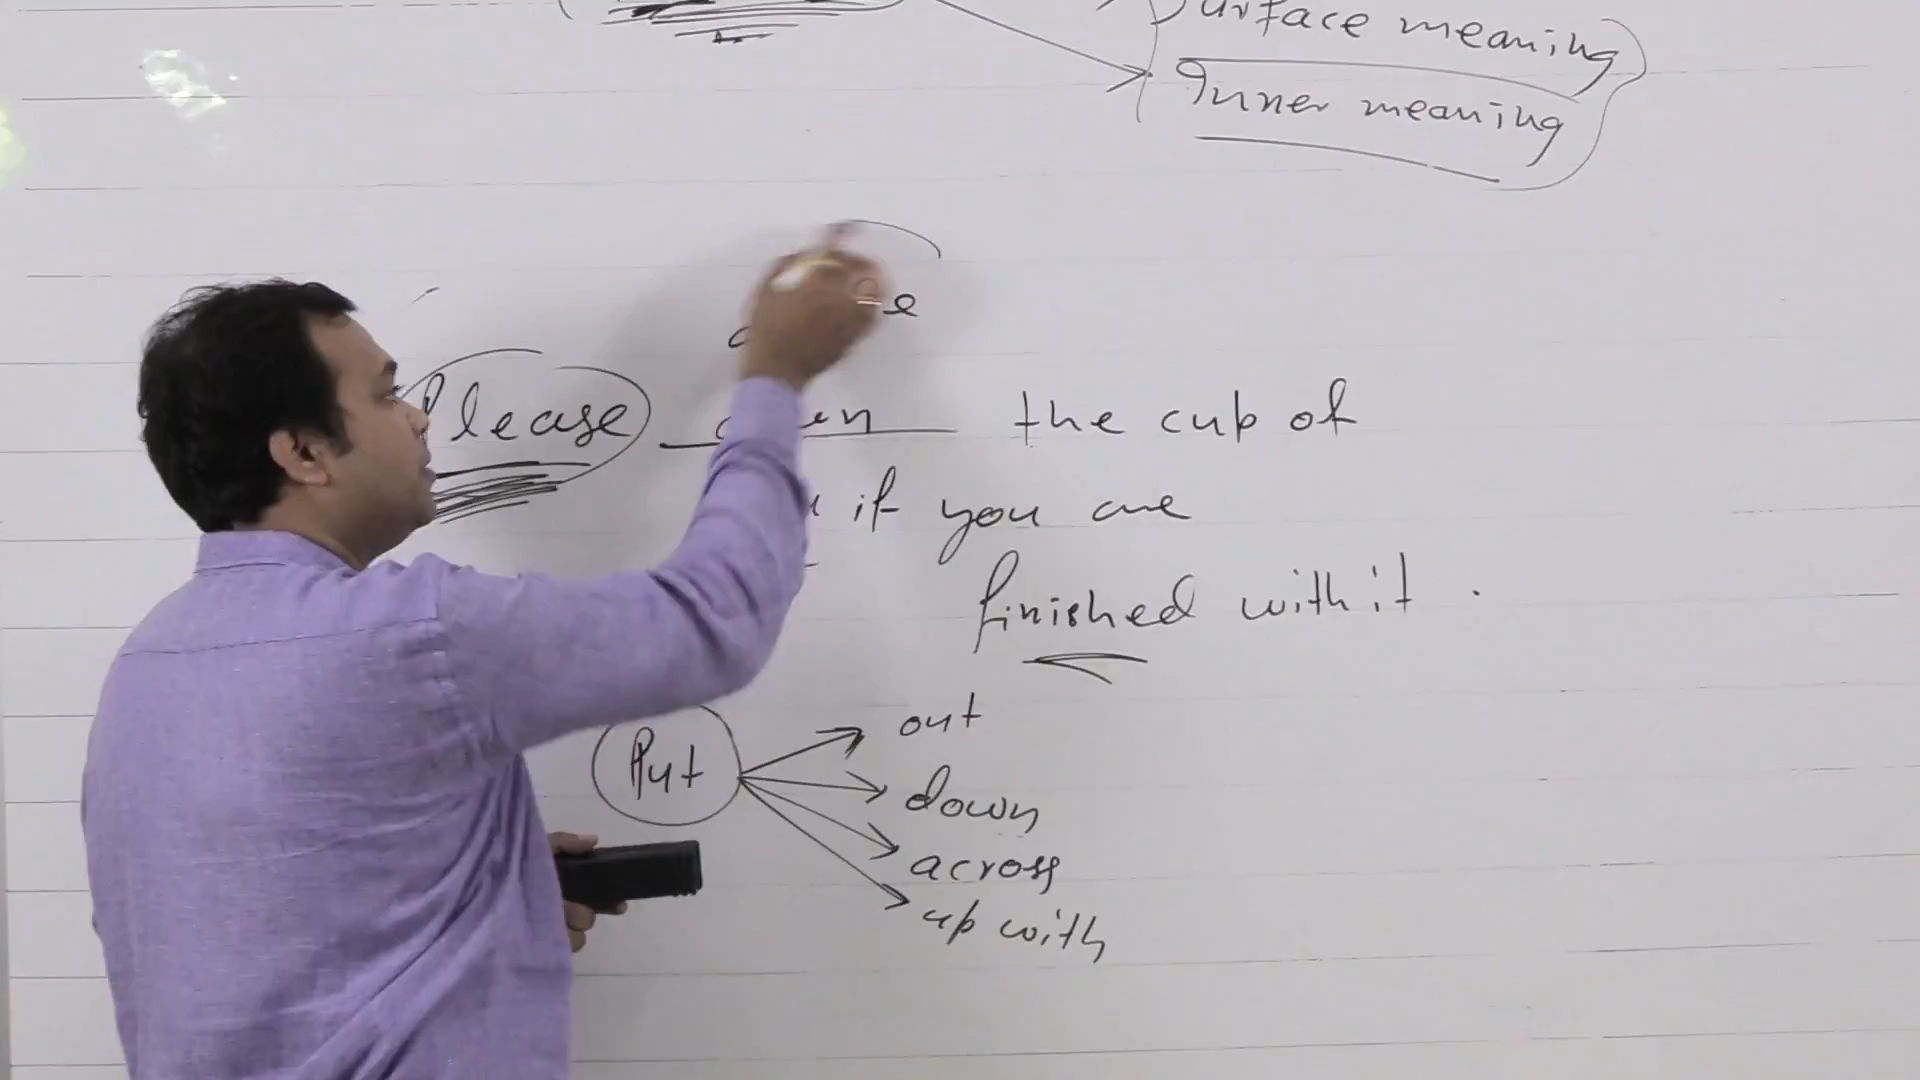 Surface meaning
Inner meaning
Please the cup of
if you are
finished with it .
Put
out
down
across
up with